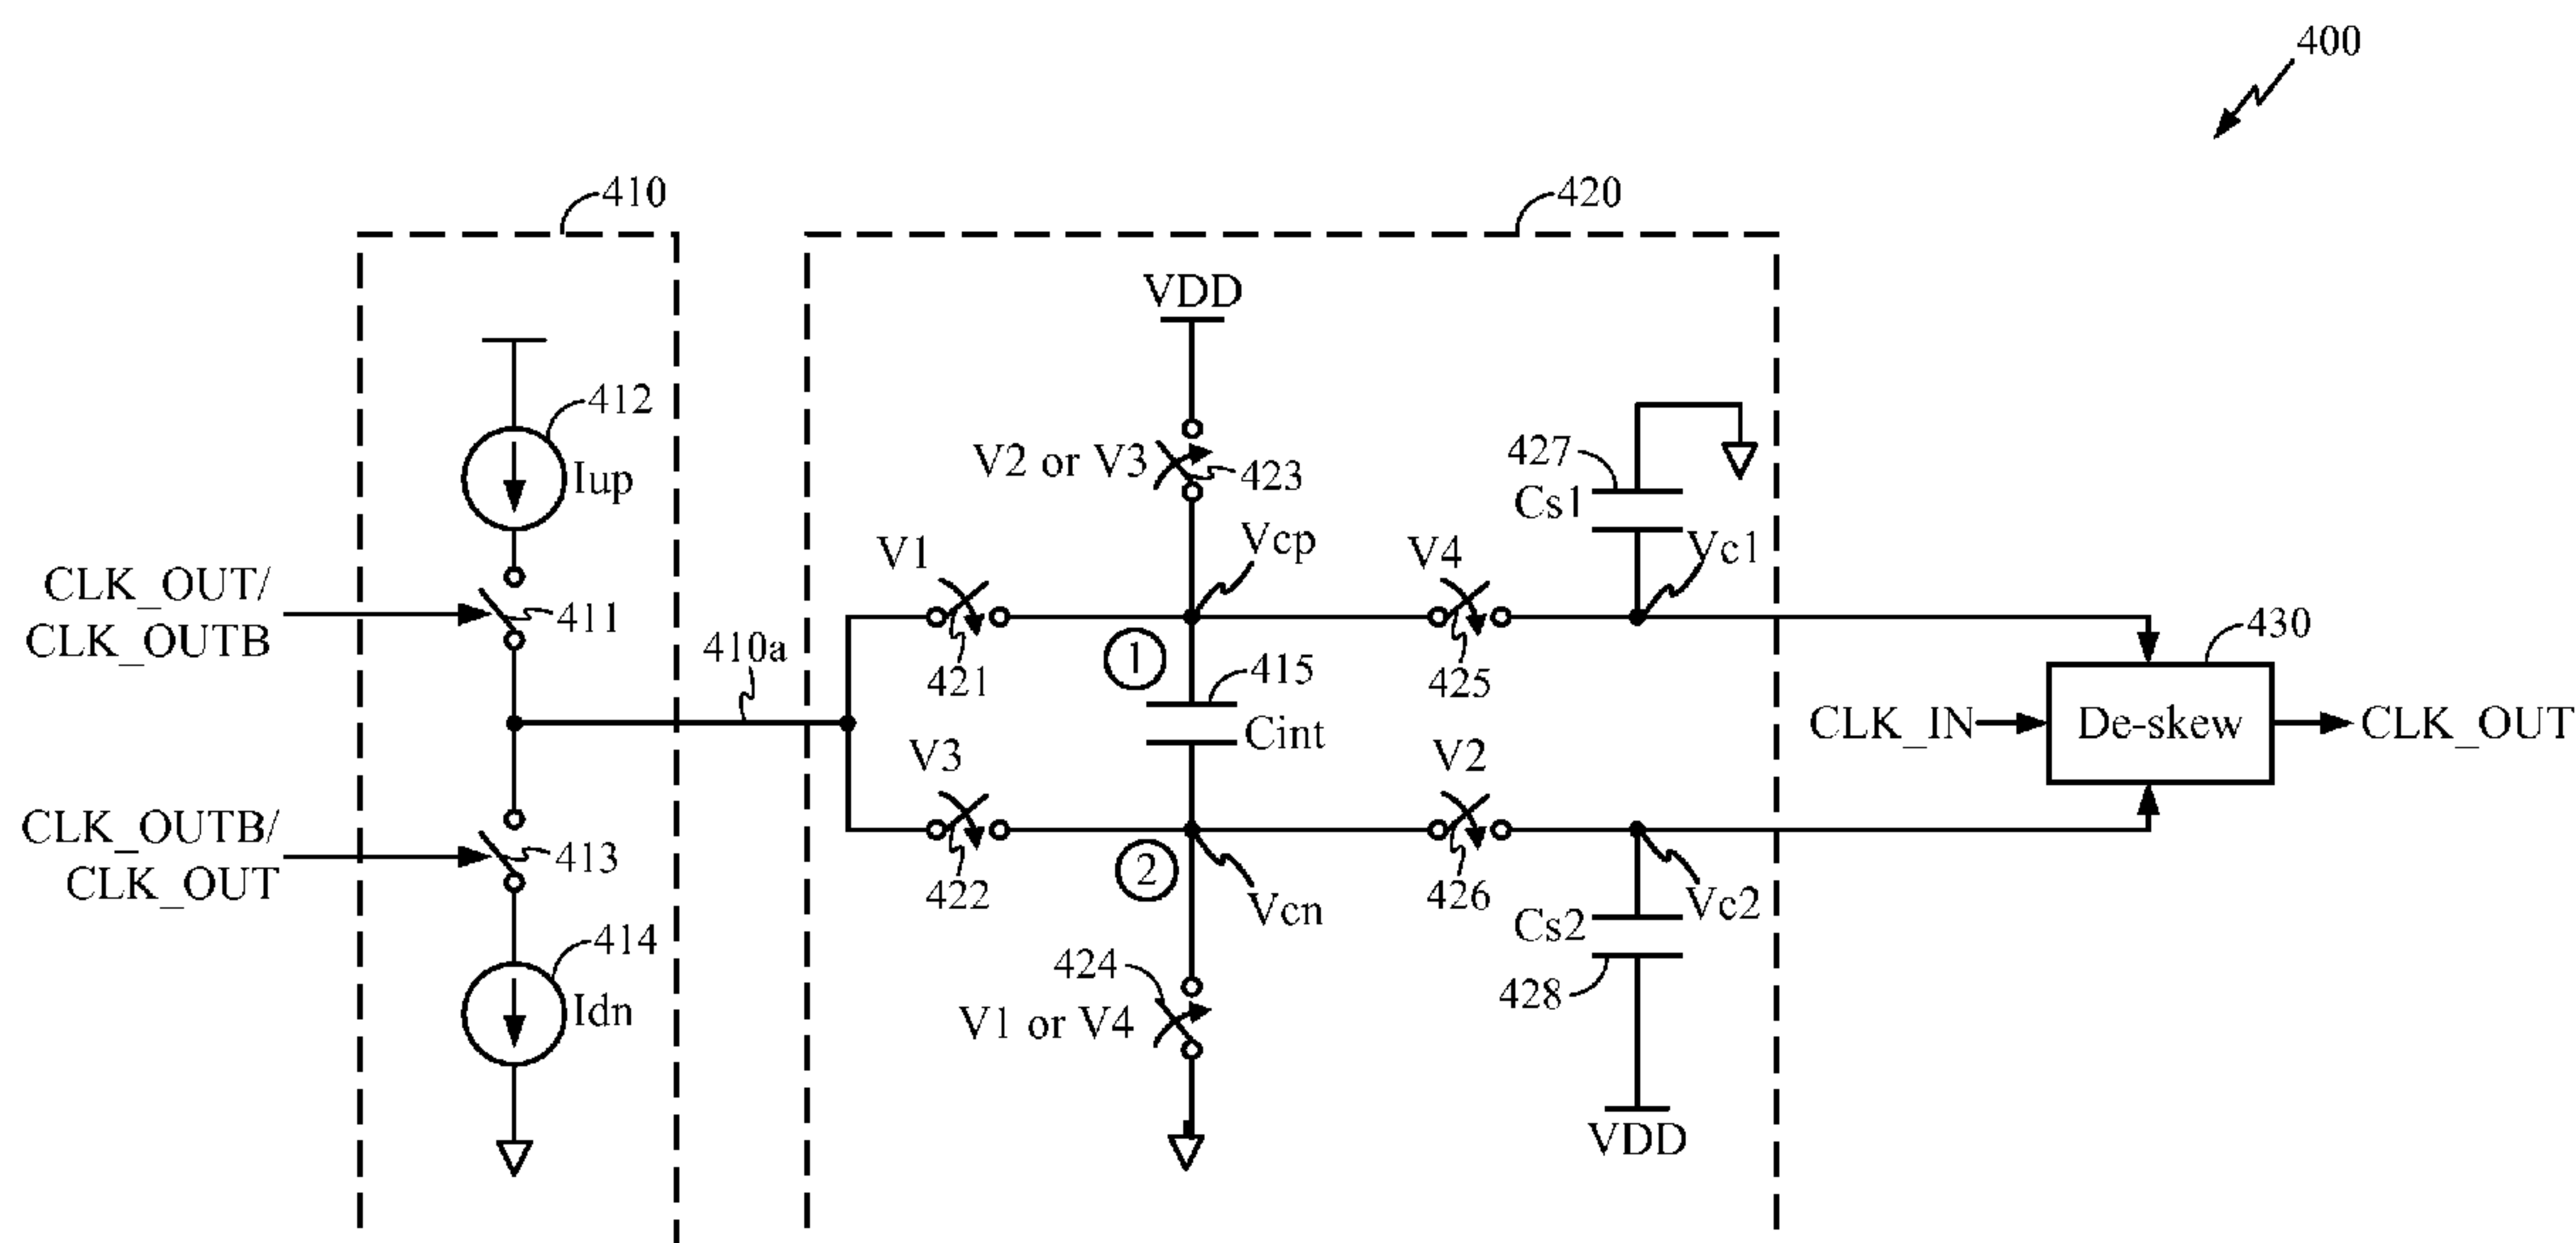 400
410
420
VDD
412
Iup
V2 or V3
423
427
Cs1
Vcp
Vc1
V1
V4
CLK_OUT/
CLK_OUTB
411
410a
421
1
415
Cint
425
430
CLK_IN
De-skew
CLK_OUT
V3
V2
CLK_OUTB/
CLK_OUT
413
422
2
Vcn
426
Vc2
Cs2
428
414
Idn
424
V1 or V4
VDD